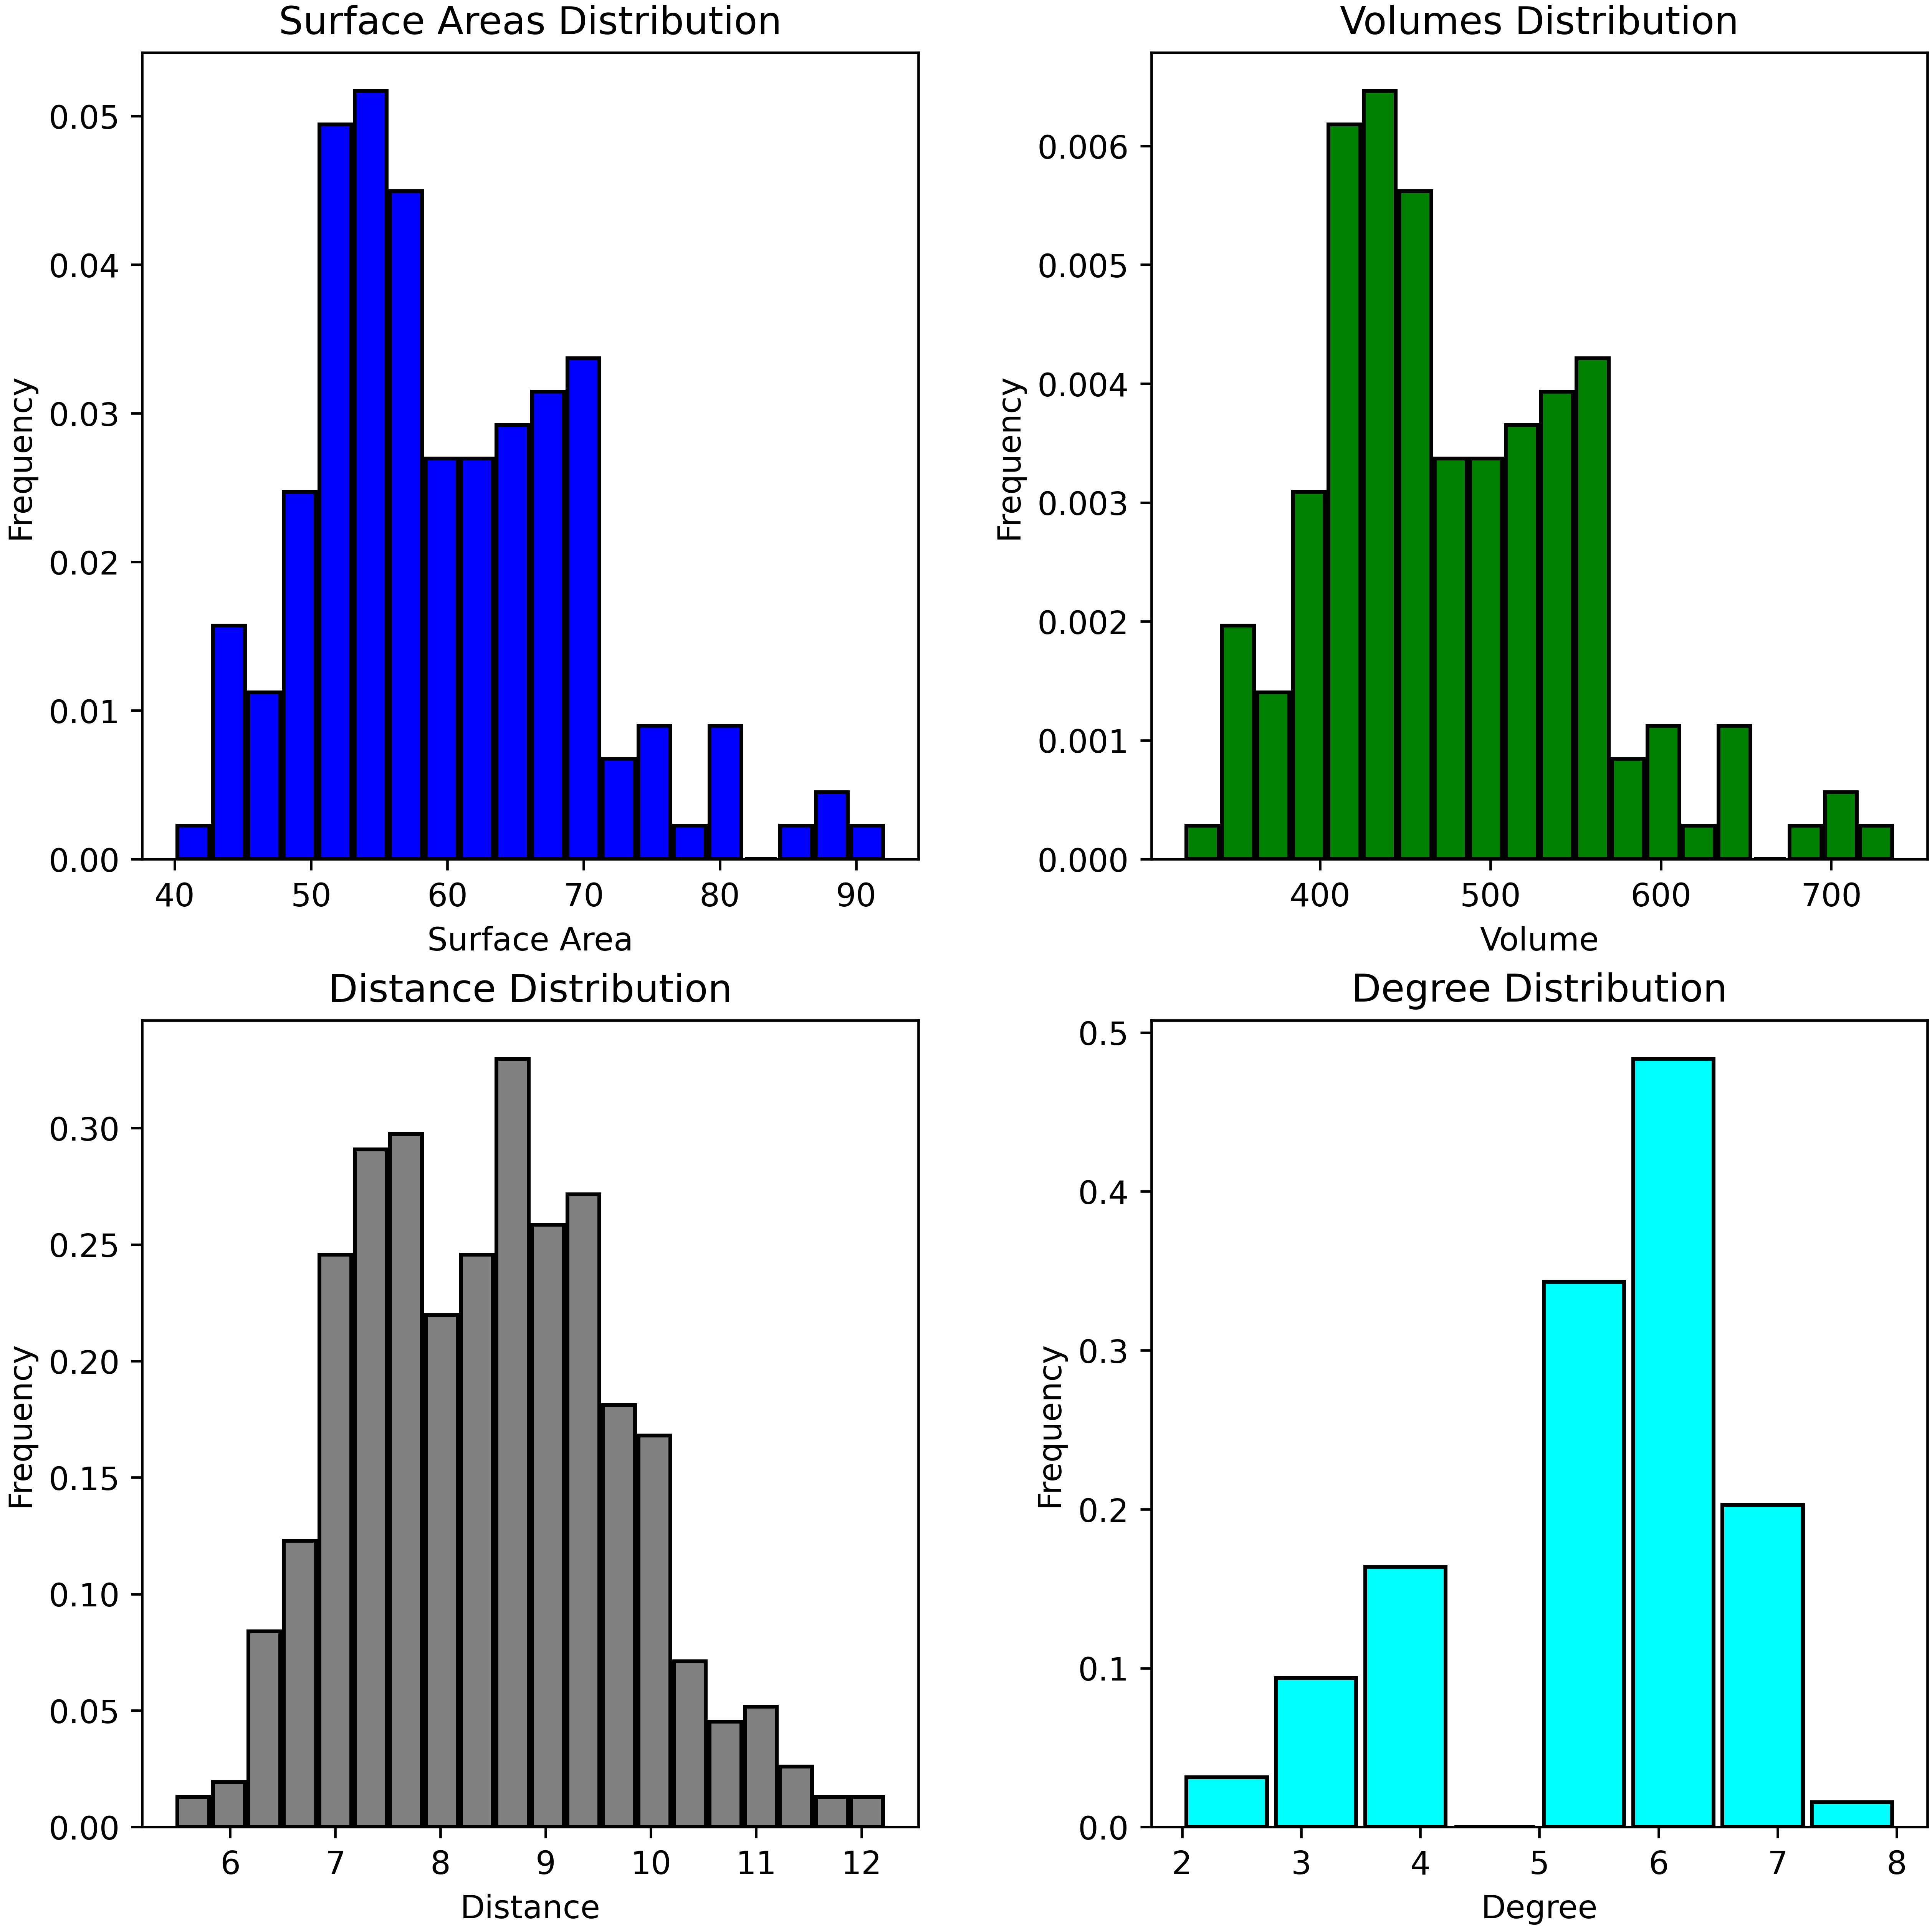 Surface Areas Distribution
Frequency
0.05
0.04
0.03
0.02
0.01
0.00
40 50 60 70 80 90
Surface Area
Volumes Distribution
Frequency
0.006
0.005
0.004
0.003
0.002
0.001
0.000
400 500 600 700
Volume
Distance Distribution
Frequency
0.30
0.25
0.20
0.15
0.10
0.05
0.00
6 7 8 9 10 11 12
Distance
Degree Distribution
Frequency
0.5
0.4
0.3
0.2
0.1
0.0
2 3 4 5 6 7 8
Degree